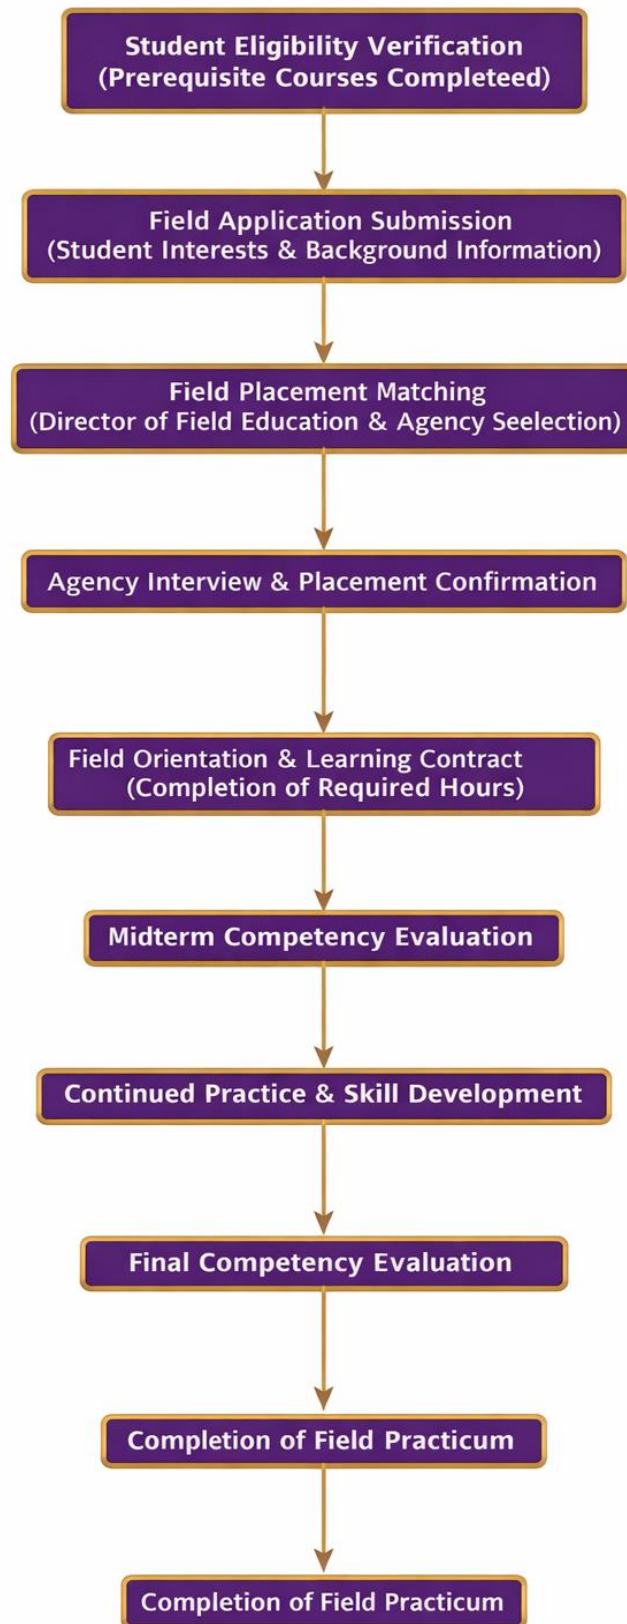 Student Eligibility Verification
(Prerequisite Courses Completeed)
Field Application Submission
(Student Interests & Background Information)
Field Placement Matching
(Director of Field Education & Agency Seelection)
Agency Interview & Placement Confirmation
Field Orientation & Learning Contract
(Completion of Required Hours)
Midterm Competency Evaluation
Continued Practice & Skill Development
Final Competency Evaluation
Completion of Field Practicum
Completion of Field Practicum